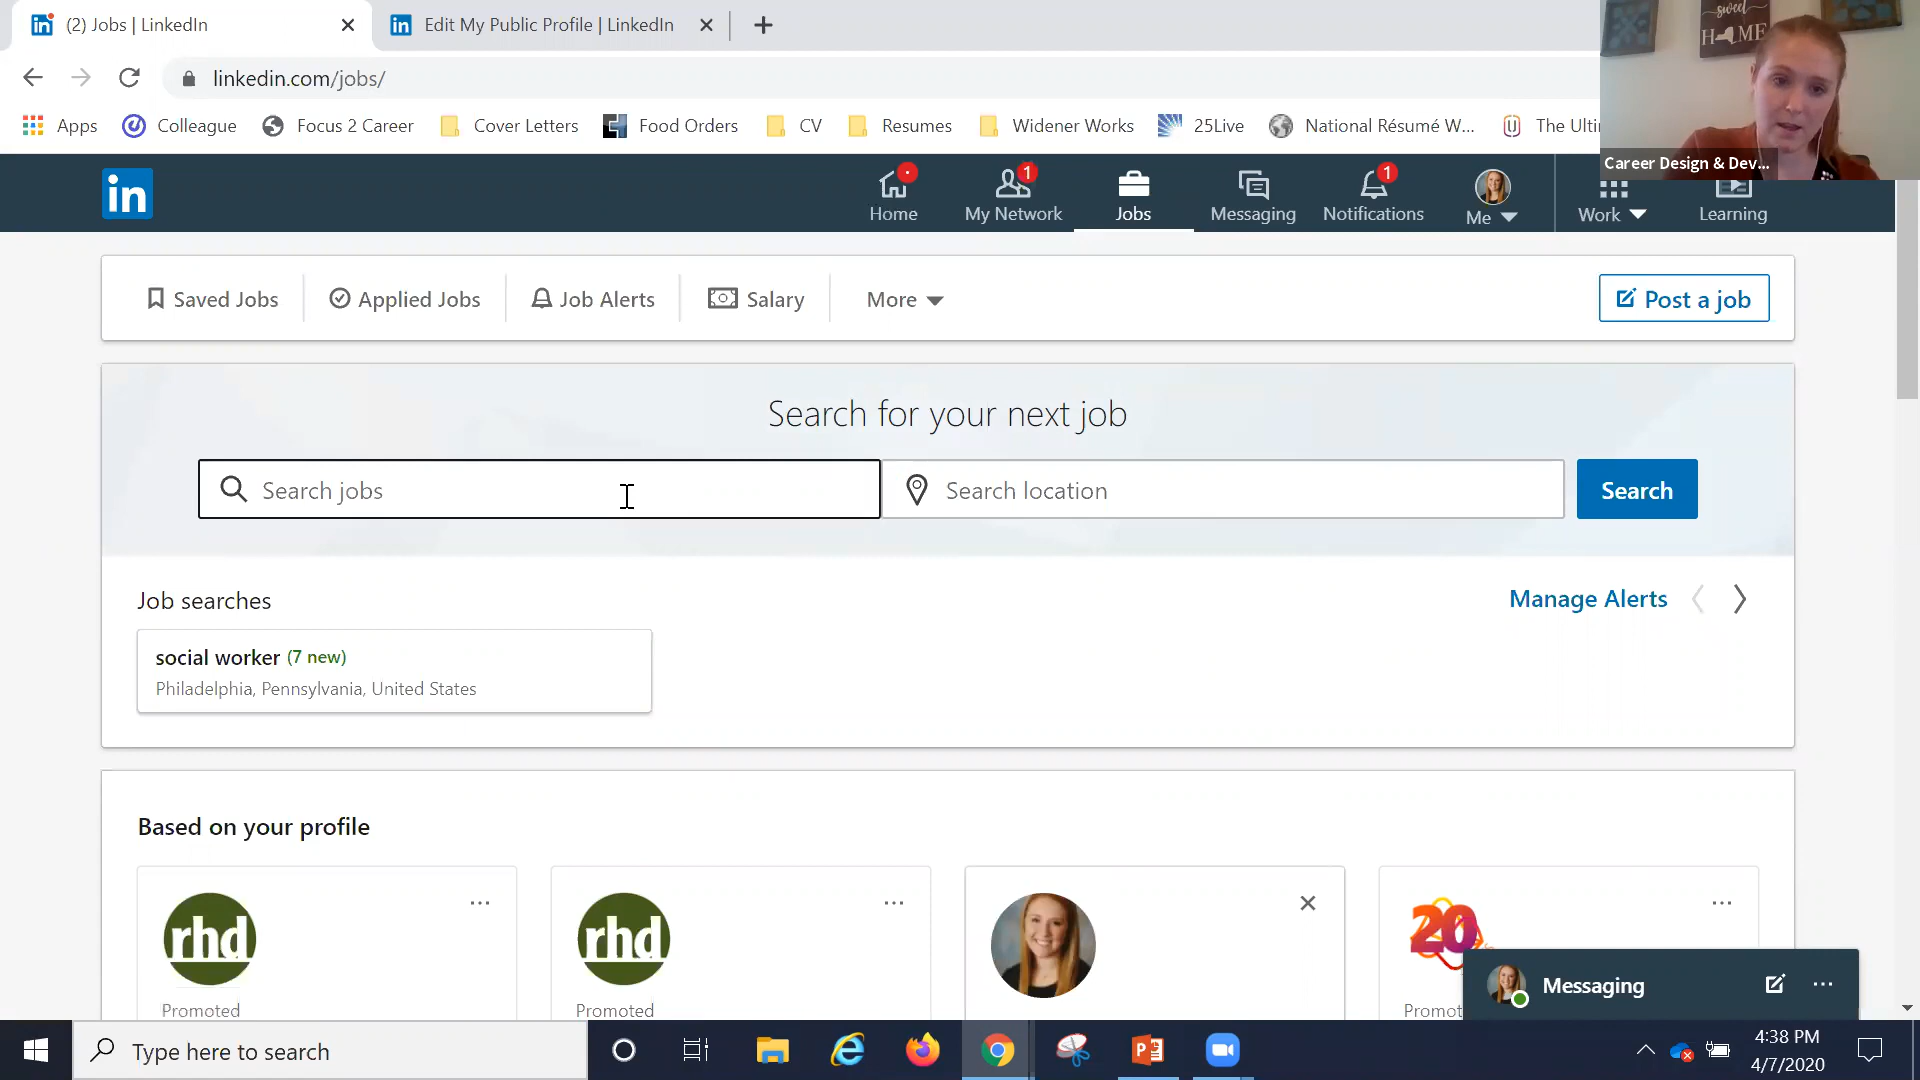 (2) Jobs | LinkedIn
Edit My Public Profile | LinkedIn
sweet
HOME
linkedin.com/jobs/
Apps
Colleague
Focus 2 Career
Cover Letters
Food Orders
CV
Resumes
Widener Works
25Live
National Résumé W...
The Ulti
Career Design & Dev...
in
Home
1
My Network
Jobs
Messaging
1
Notifications
Me
Work
Learning
Saved Jobs
Applied Jobs
Job Alerts
Salary
More
Post a job
Search for your next job
Search jobs
Search location
Search
Job searches
Manage Alerts
social worker (7 new)
Philadelphia, Pennsylvania, United States
Based on your profile
rhd
rhd
20
Promoted
Promoted
Promot
Messaging
Type here to search
4:38 PM
4/7/2020